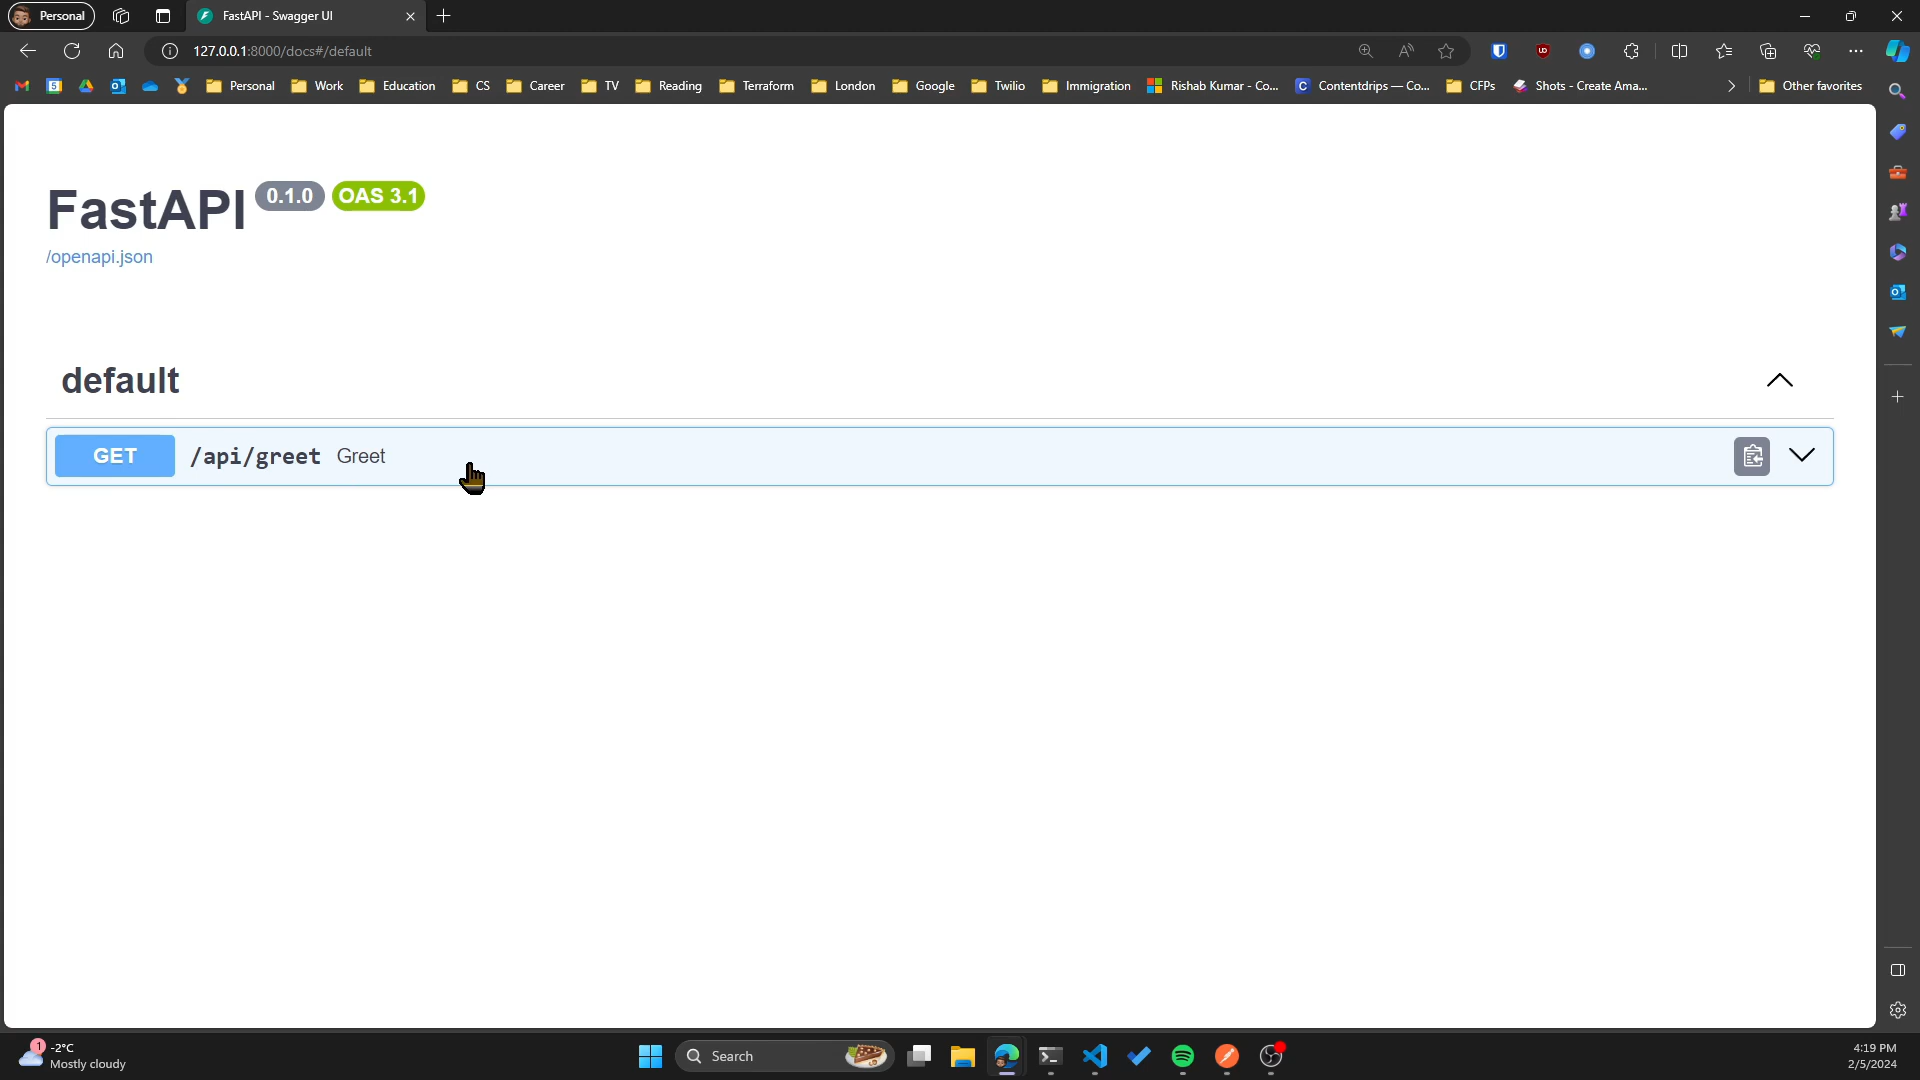 Personal
FastAPI - Swagger UI
127.0.0.1:8000/docs#/default
Personal Work Education CS Career TV Reading Terraform London Google Twilio Immigration Rishab Kumar - Co... Contentdrips — Co... CFPs Shots - Create Ama... Other favorites
FastAPI 0.1.0 OAS 3.1
/openapi.json
default
GET /api/greet Greet
1
-2°C
Mostly cloudy
Search
4:19 PM
2/5/2024